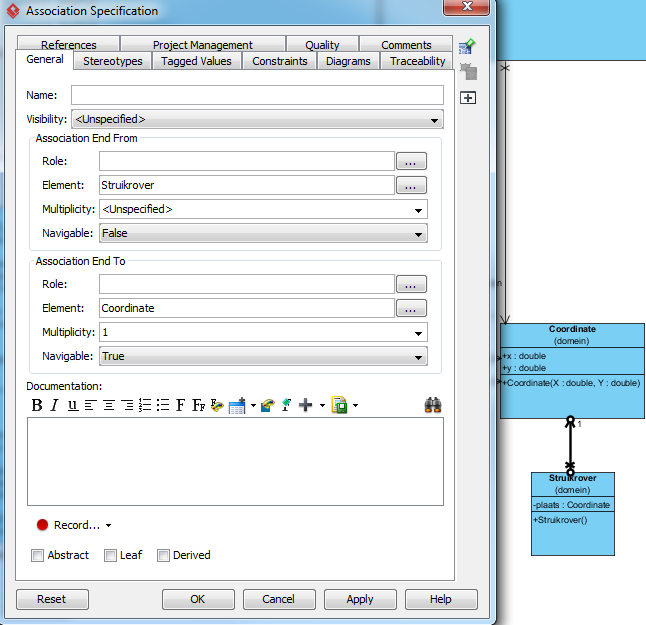 Association Specification
References Project Management Quality Comments
General Stereotypes Tagged Values Constraints Diagrams Traceability
Name:
Visibility: <Unspecified>
Association End From
Role: ...
Element: Struikrover ...
Multiplicity: <Unspecified>
Navigable: False
Association End To
Role: ...
Element: Coordinate ...
Multiplicity: 1
Navigable: True
Documentation:
B I u F FF
Record...
Abstract Leaf Derived
Reset OK Cancel Apply Help
n
Coordinate
(domein)
+x : double
+y : double
+Coordinate(X : double, Y : double)
1
Struikrover
(domein)
-plaats : Coordinate
+Struikrover()